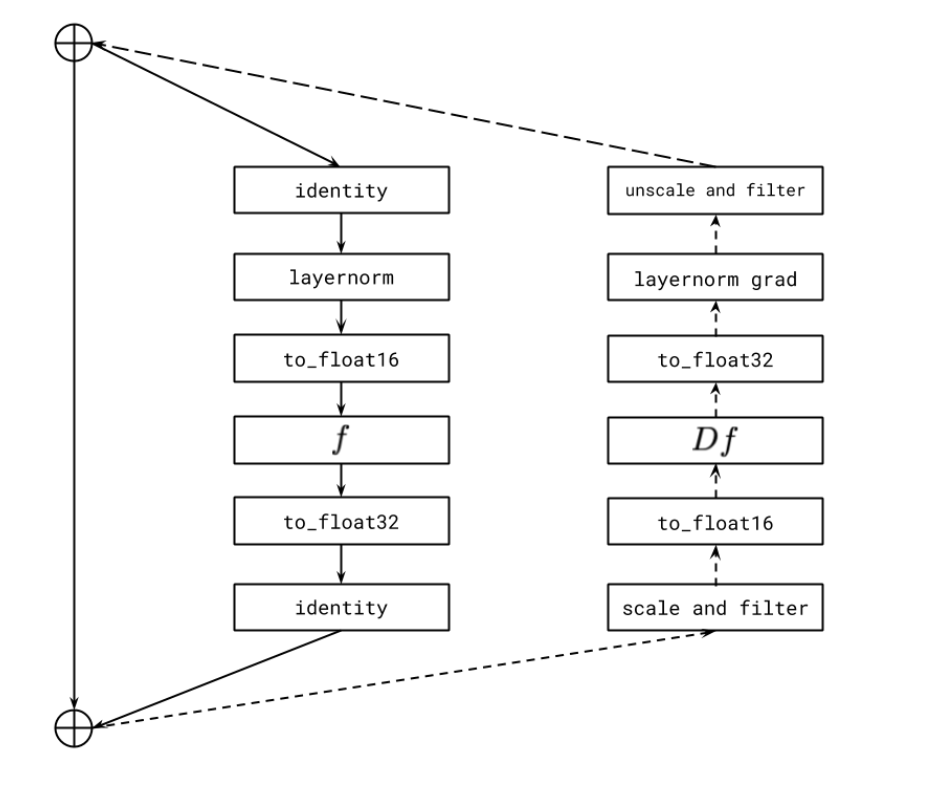 identity
layernorm
to_float16
f
to_float32
identity
unscale and filter
layernorm grad
to_float32
Df
to_float16
scale and filter